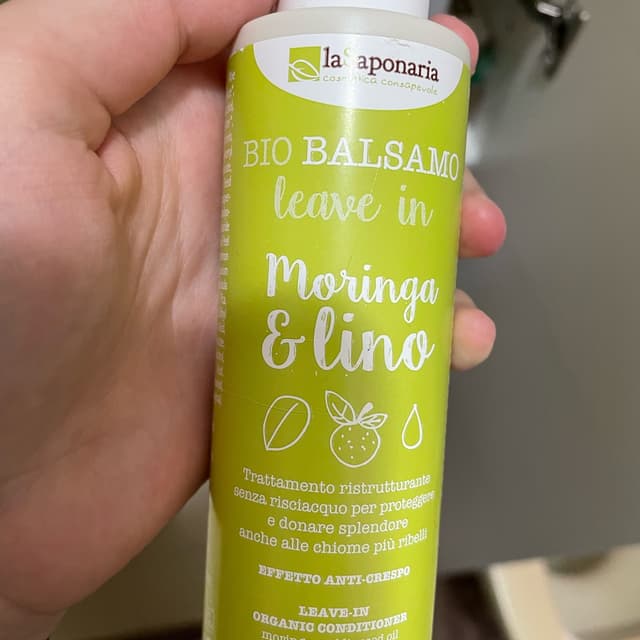 laSaponaria
cosmetica consapevole
BIO BALSAMO
leave in
Moringa
& lino
Trattamento ristrutturante
senza risciacquo per proteggere
e donare splendore
anche alle chiome più ribelli
EFFETTO ANTI-CRESPO
LEAVE-IN
ORGANIC CONDITIONER